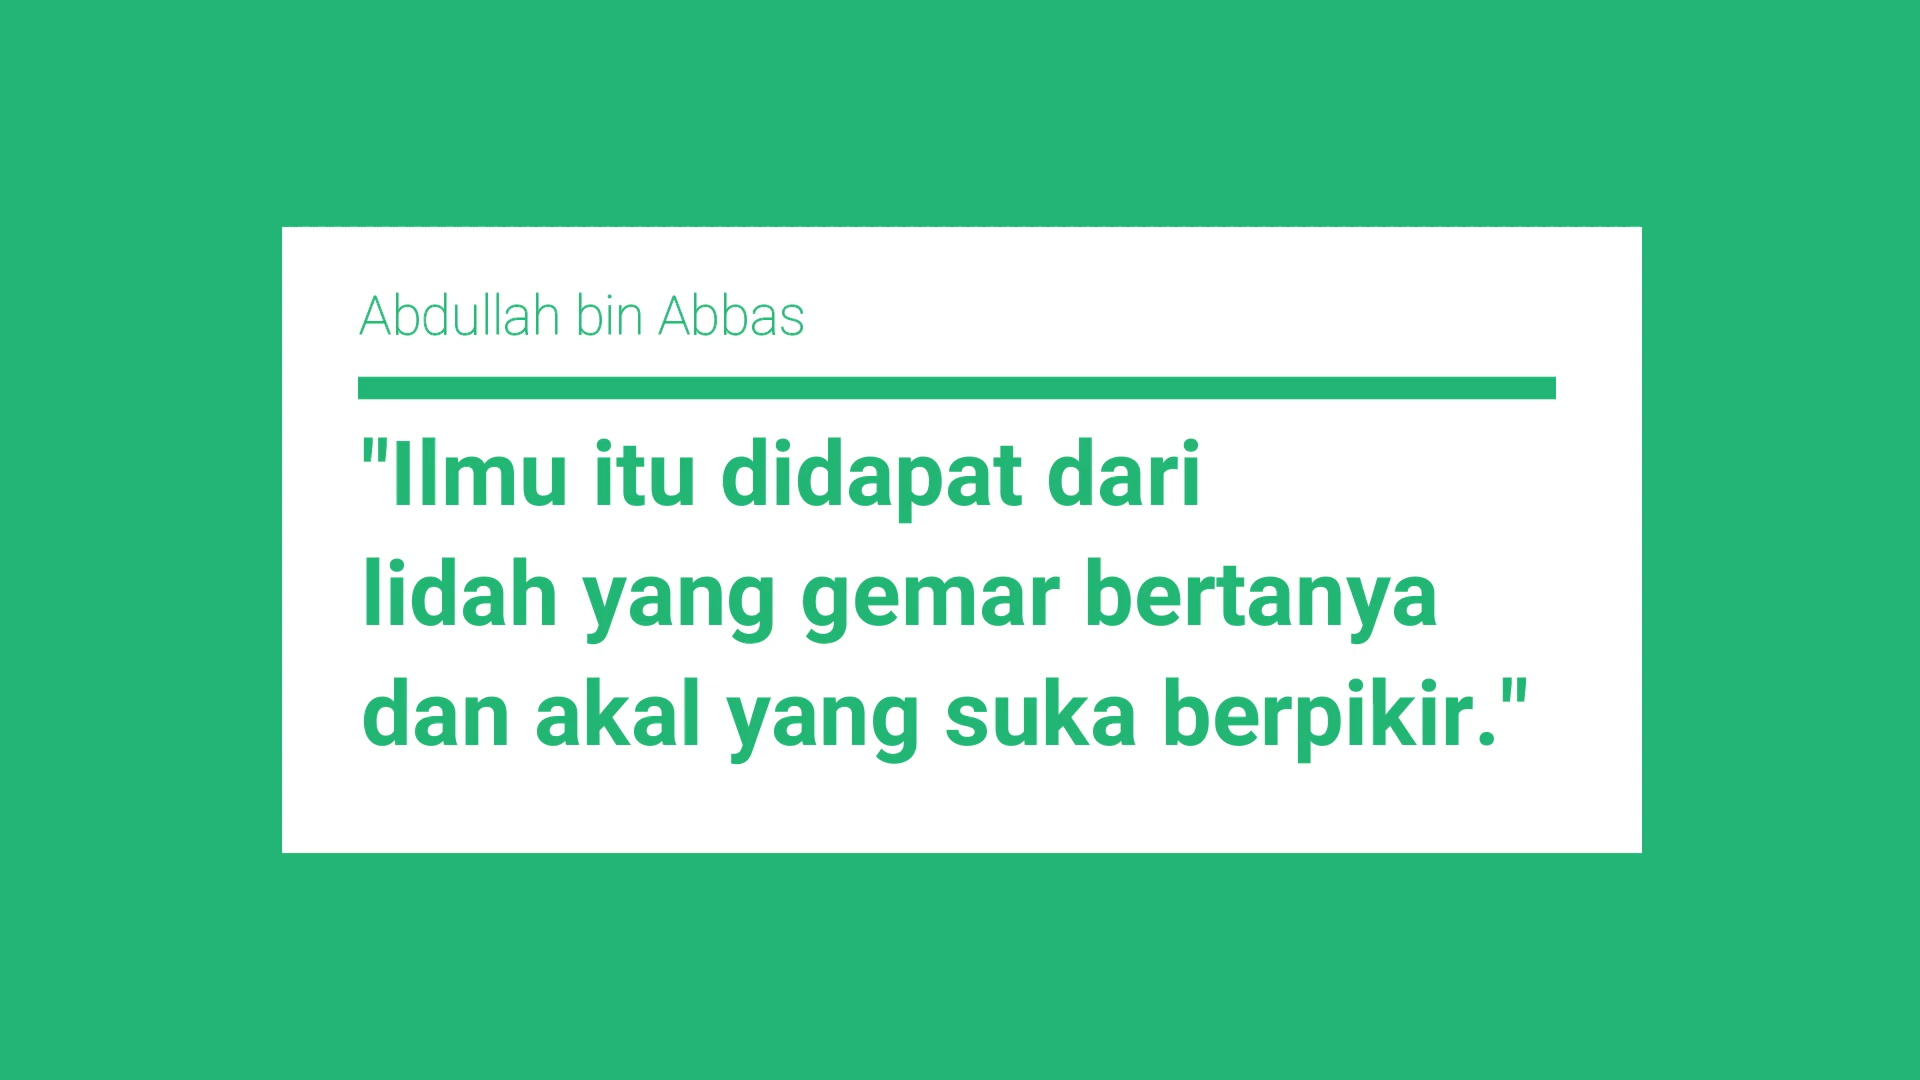 Abdullah bin Abbas
"Ilmu itu didapat dari
lidah yang gemar bertanya
dan akal yang suka berpikir."